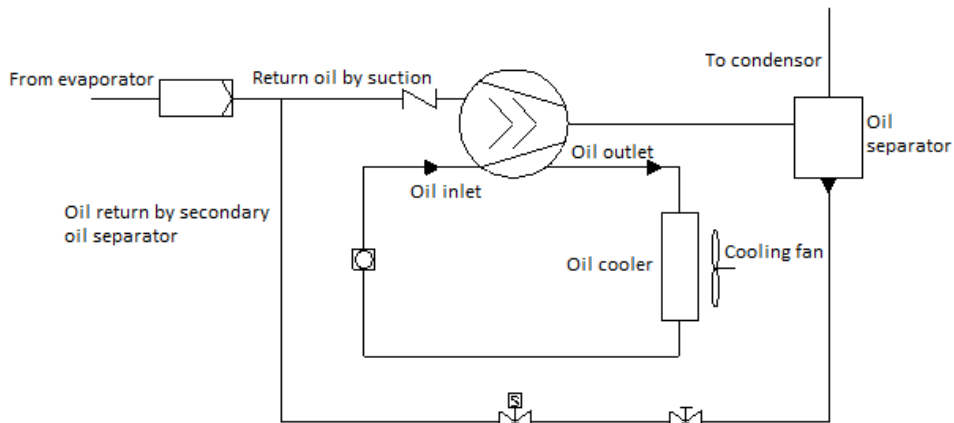 To condensor
From evaporator
Return oil by suction
Oil
separator
Oil outlet
Oil inlet
Oil return by secondary
oil separator
Oil cooler
Cooling fan
S